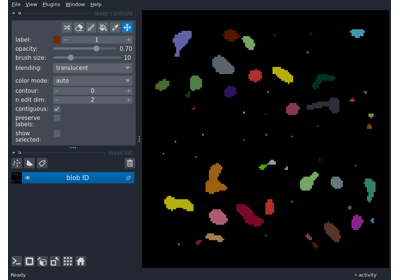 File View Plugins Window Help
layer controls
label: 1
opacity: 0.70
brush size: 10
blending: translucent
color mode: auto
contour: 0
n edit dim: 2
contiguous:
preserve
labels:
show
selected:
layer list
blob ID
Ready
activity